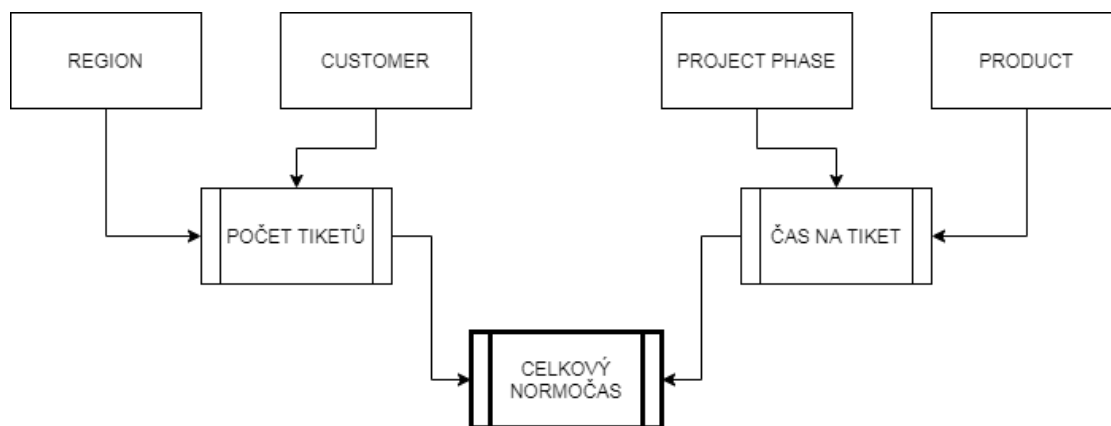 REGION
CUSTOMER
PROJECT PHASE
PRODUCT
POČET TIKETŮ
ČAS NA TIKET
CELKOVÝ
NORMOČAS